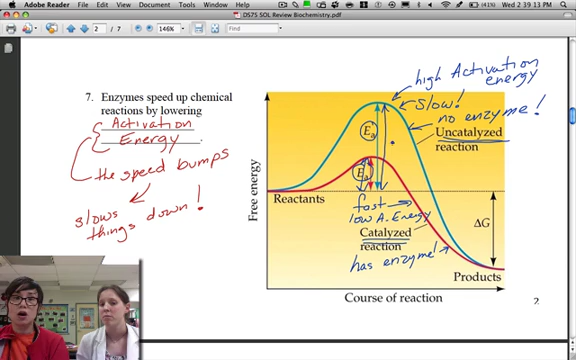 Adobe Reader File Edit View Window Help
Wed 2 39 13 PM
DS75 SOL Review Biochemistry.pdf
2 / 7
146%
Find
7. Enzymes speed up chemical
reactions by lowering
Activation
Energy
the speed bumps
slows
things down!
high Activation
energy
slow!
no enzyme!
Uncatalyzed
reaction
Ea
Ea
Free energy
Reactants
fast
low A. Energy
Catalyzed
reaction
has enzyme!
ΔG
Products
Course of reaction
2